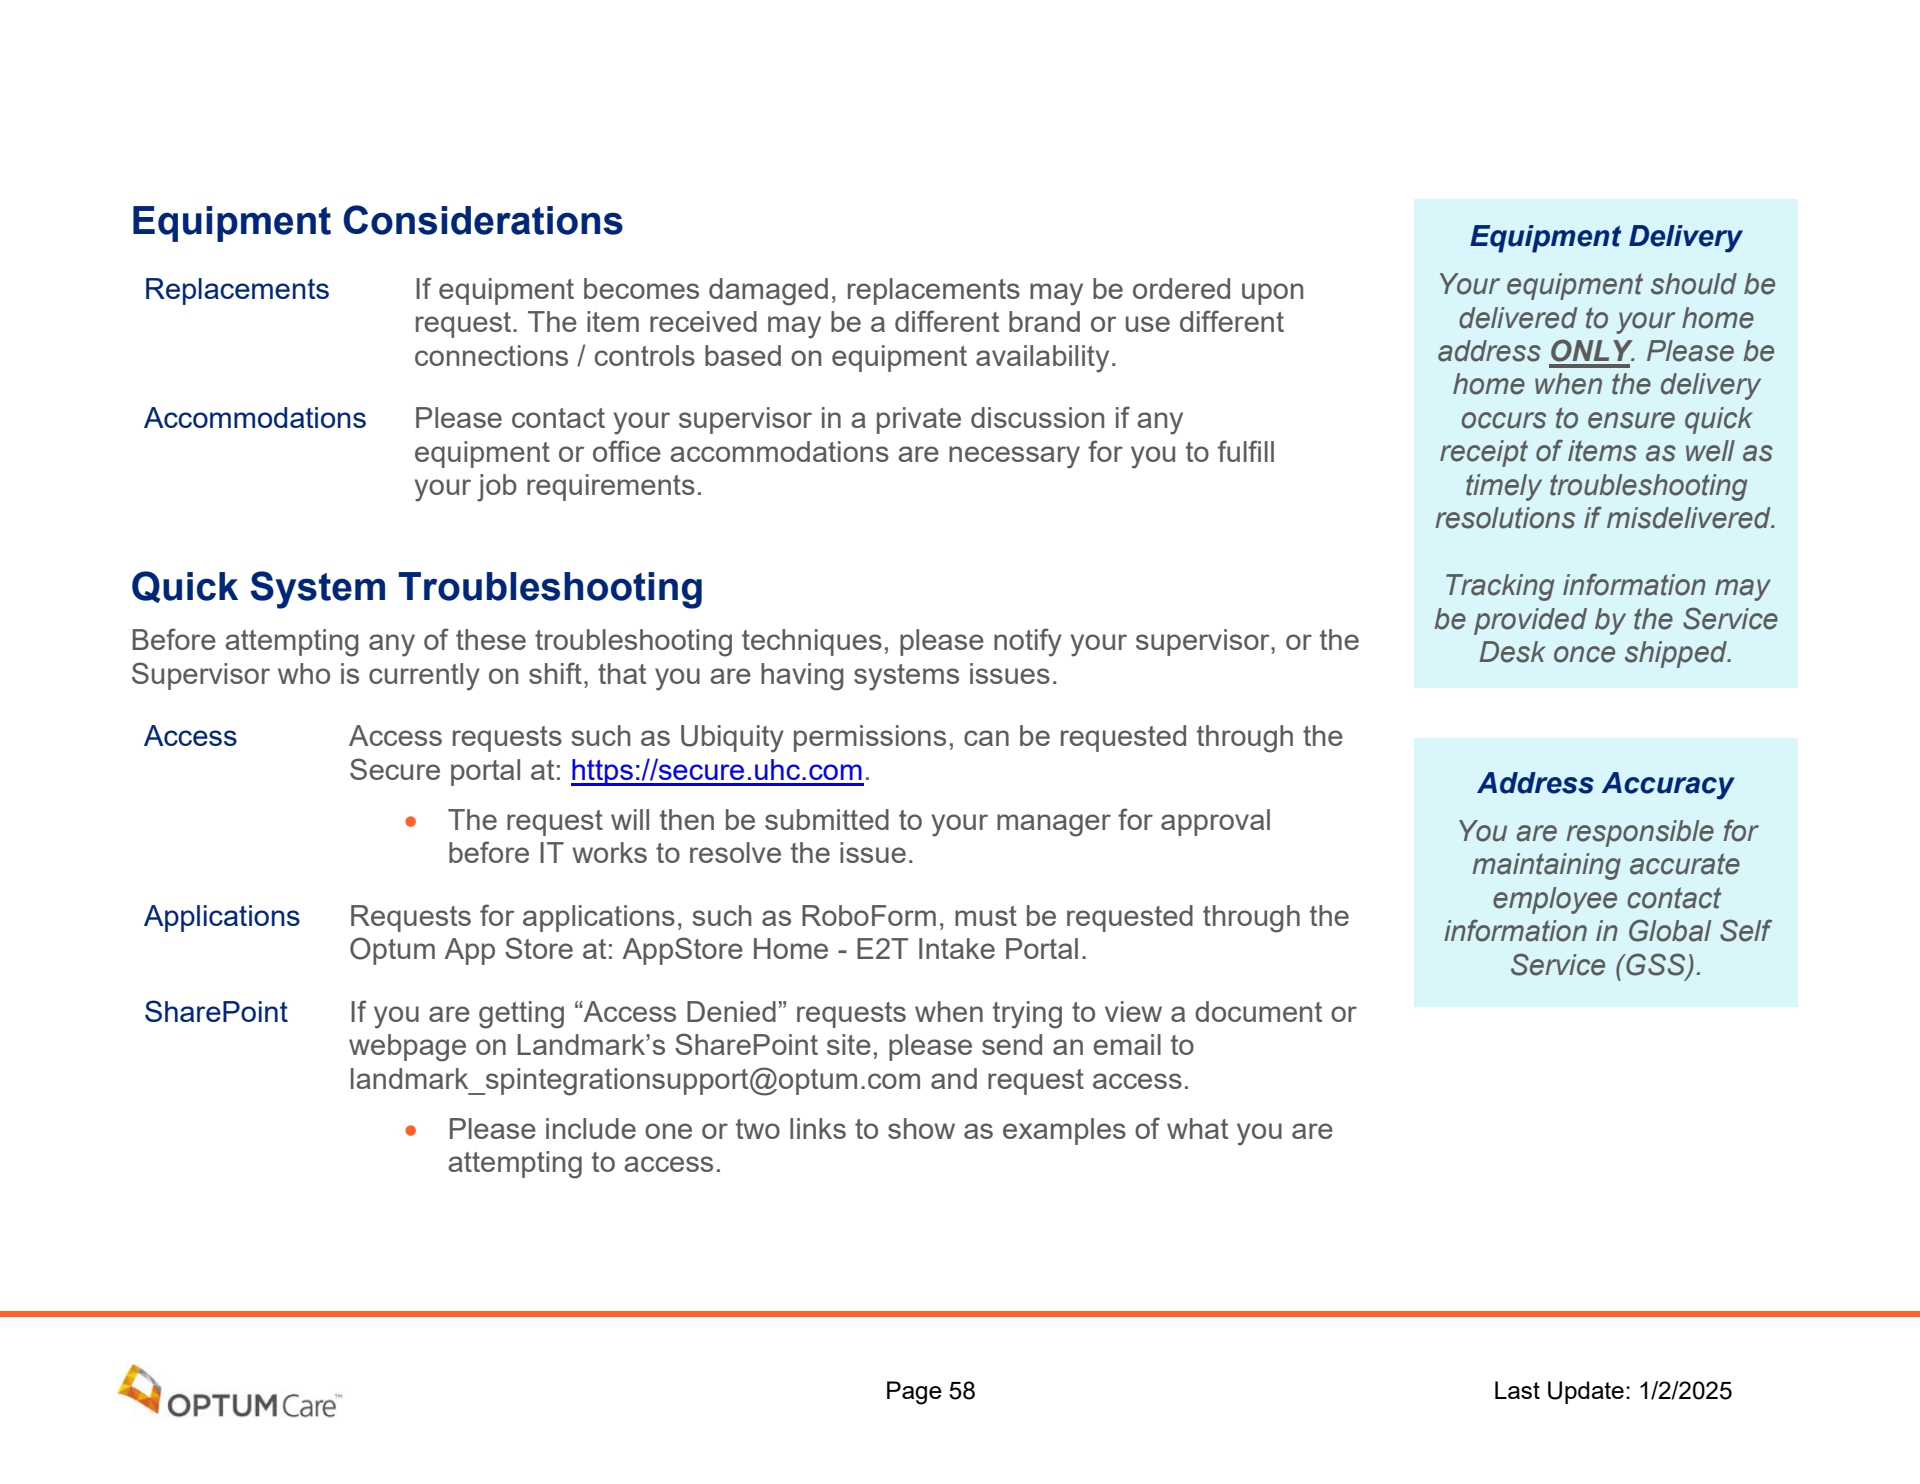 Equipment Considerations
Replacements
If equipment becomes damaged, replacements may be ordered upon
request. The item received may be a different brand or use different
connections / controls based on equipment availability.
Accommodations
Please contact your supervisor in a private discussion if any
equipment or office accommodations are necessary for you to fulfill
your job requirements.
Quick System Troubleshooting
Before attempting any of these troubleshooting techniques, please notify your supervisor, or the
Supervisor who is currently on shift, that you are having systems issues.
Access
Access requests such as Ubiquity permissions, can be requested through the
Secure portal at: https://secure.uhc.com.
• The request will then be submitted to your manager for approval
before IT works to resolve the issue.
Applications
Requests for applications, such as RoboForm, must be requested through the
Optum App Store at: AppStore Home - E2T Intake Portal.
SharePoint
If you are getting “Access Denied” requests when trying to view a document or
webpage on Landmark’s SharePoint site, please send an email to
landmark_spintegrationsupport@optum.com and request access.
• Please include one or two links to show as examples of what you are
attempting to access.
Equipment Delivery
Your equipment should be
delivered to your home
address ONLY. Please be
home when the delivery
occurs to ensure quick
receipt of items as well as
timely troubleshooting
resolutions if misdelivered.
Tracking information may
be provided by the Service
Desk once shipped.
Address Accuracy
You are responsible for
maintaining accurate
employee contact
information in Global Self
Service (GSS).
OPTUM Care™
Page 58
Last Update: 1/2/2025